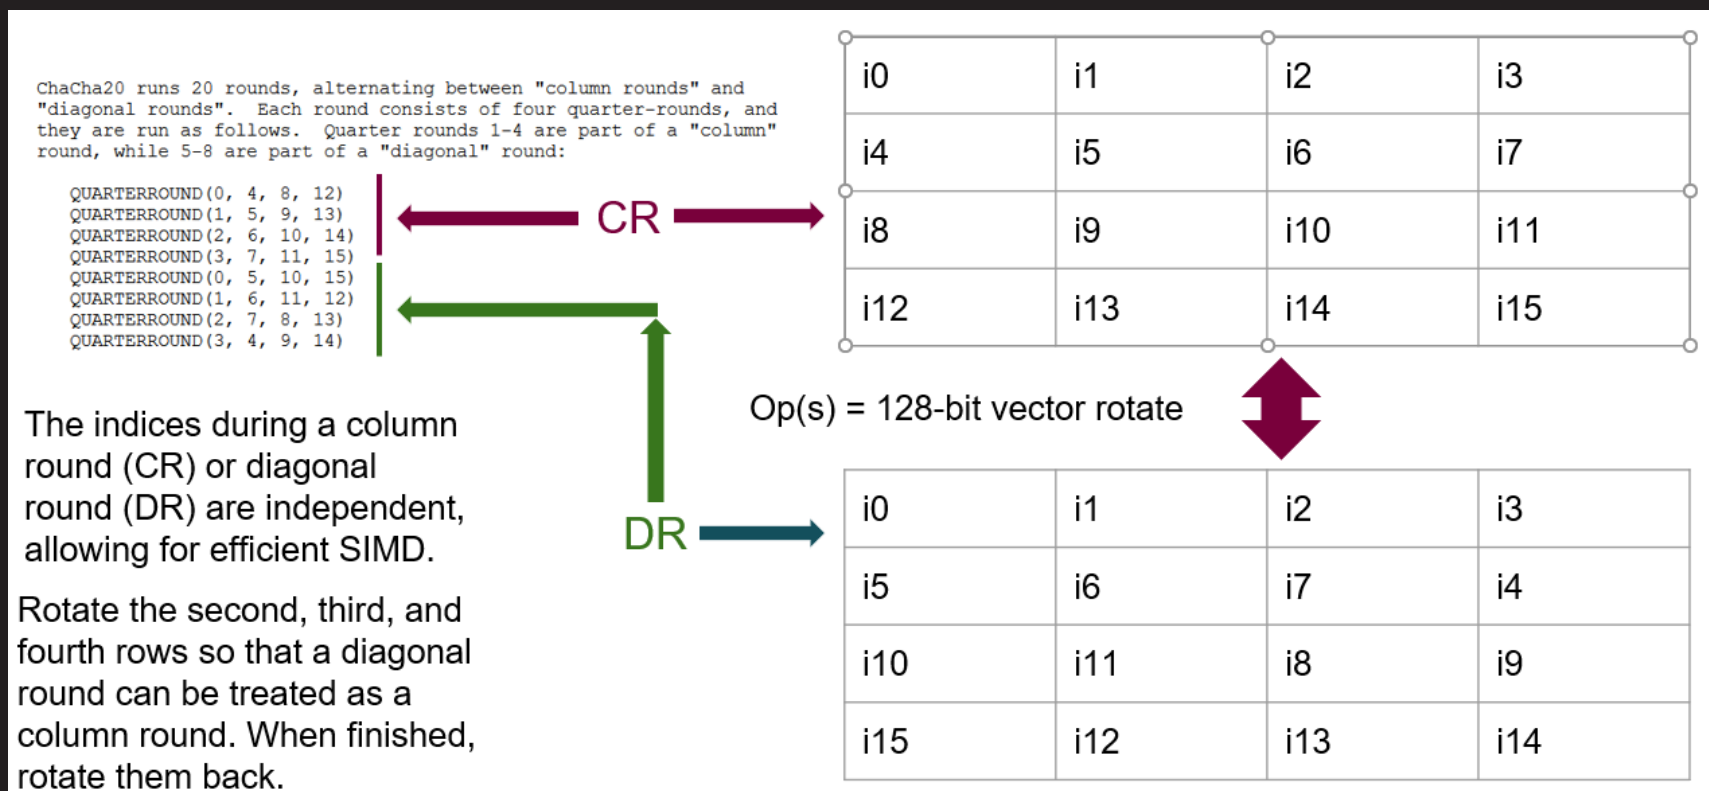 ChaCha20 runs 20 rounds, alternating between "column rounds" and
"diagonal rounds".  Each round consists of four quarter-rounds, and
they are run as follows.  Quarter rounds 1-4 are part of a "column"
round, while 5-8 are part of a "diagonal" round:
QUARTERROUND(0, 4, 8, 12)
QUARTERROUND(1, 5, 9, 13)
QUARTERROUND(2, 6, 10, 14)
QUARTERROUND(3, 7, 11, 15)
QUARTERROUND(0, 5, 10, 15)
QUARTERROUND(1, 6, 11, 12)
QUARTERROUND(2, 7, 8, 13)
QUARTERROUND(3, 4, 9, 14)
CR
i0 i1 i2 i3
i4 i5 i6 i7
i8 i9 i10 i11
i12 i13 i14 i15
Op(s) = 128-bit vector rotate
The indices during a column
round (CR) or diagonal
round (DR) are independent,
allowing for efficient SIMD.
DR
i0 i1 i2 i3
i5 i6 i7 i4
i10 i11 i8 i9
i15 i12 i13 i14
Rotate the second, third, and
fourth rows so that a diagonal
round can be treated as a
column round. When finished,
rotate them back.